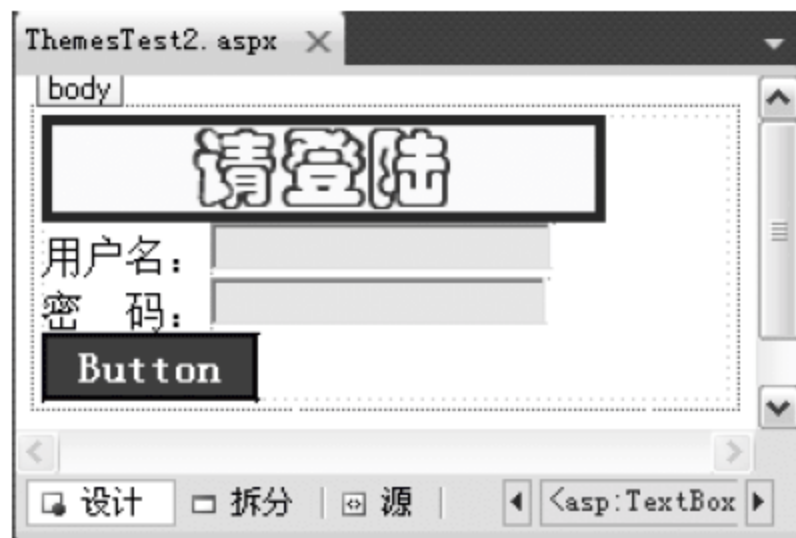 ThemesTest2.aspx
body
请登陆
用户名：
密 码：
Button
设计 拆分 源 <asp:TextBox